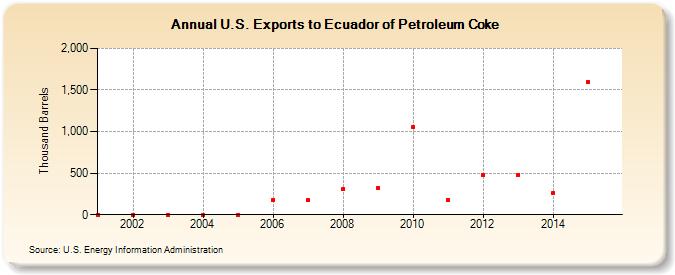 Annual U.S. Exports to Ecuador of Petroleum Coke
Thousand Barrels
2,000
1,500
1,000
500
0
2002 2004 2006 2008 2010 2012 2014
Source: U.S. Energy Information Administration